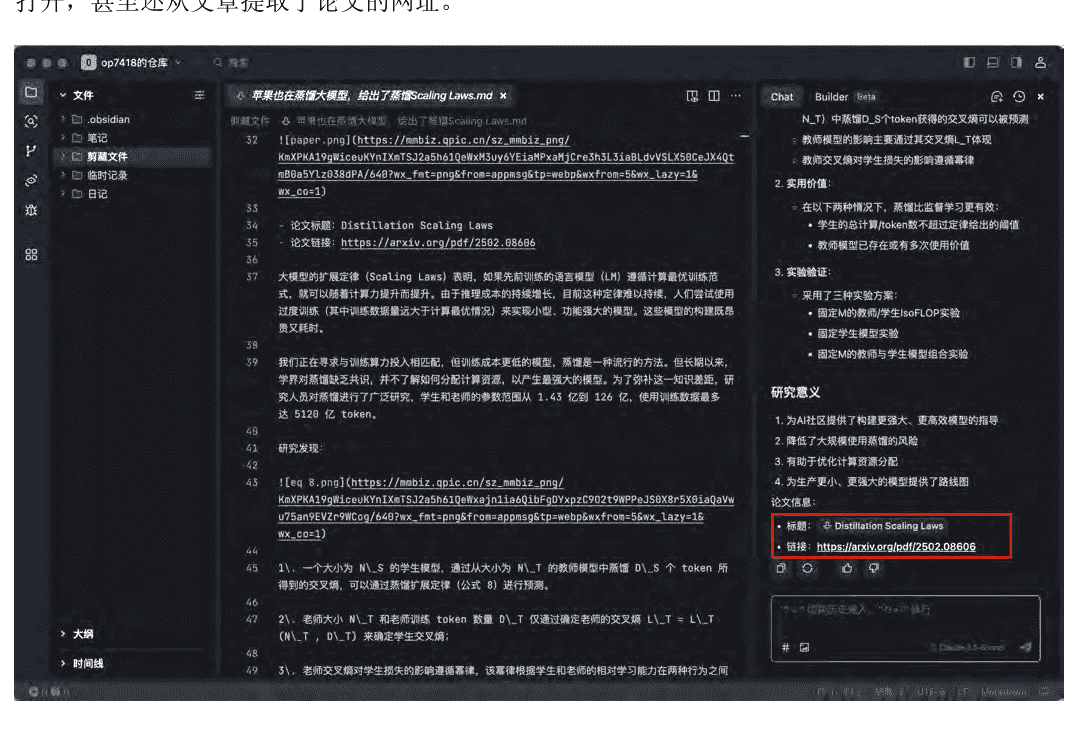 打开，甚至还从文章提取了论文的网址。
op7418的仓库
搜索
文件
.obsidian
笔记
剪藏文件
临时记录
日记
大纲
时间线
苹果也在蒸馏大模型，给出了蒸馏Scaling Laws.md ×
剪藏文件 苹果也在蒸馏大模型，给出了蒸馏Scaling Laws.md
32 ![paper.png](https://mmbiz.qpic.cn/sz_mmbiz_png/
KmXPKA19gWiceuKYnIXmTSJ2a5h61QeWxM3uy6YEiaMPxaMjCre3h3L3iaBLdvVSLX50CeJX4Qt
mB0a5Ylz038dPA/640?wx_fmt=png&from=appmsg&tp=webp&wxfrom=5&wx_lazy=1&
wx_co=1)
33
34 - 论文标题：Distillation Scaling Laws
35 - 论文链接：https://arxiv.org/pdf/2502.08606
36
37 大模型的扩展定律（Scaling Laws）表明，如果先前训练的语言模型（LM）遵循计算最优训练范
式，就可以随着计算力提升而提升。由于推理成本的持续增长，目前这种定律难以持续，人们尝试使用
过度训练（其中训练数据量远大于计算最优情况）来实现小型、功能强大的模型。这些模型的构建既昂
贵又耗时。
38
39 我们正在寻求与训练算力投入相匹配，但训练成本更低的模型，蒸馏是一种流行的方法。但长期以来，
学界对蒸馏缺乏共识，并不了解如何分配计算资源，以产生最强大的模型。为了弥补这一知识差距，研
究人员对蒸馏进行了广泛研究，学生和老师的参数范围从 1.43 亿到 126 亿，使用训练数据最多
达 5120 亿 token。
40
41 研究发现：
42
43 ![eq 8.png](https://mmbiz.qpic.cn/sz_mmbiz_png/
KmXPKA19gWiceuKYnIXmTSJ2a5h61QeWxajn1ia6QibFgDYxpzC9O2t9WPPeJS0X8r5X0iaQaVw
u75an9EVZr9WCog/640?wx_fmt=png&from=appmsg&tp=webp&wxfrom=5&wx_lazy=1&
wx_co=1)
44
45 1\. 一个大小为 N\_S 的学生模型，通过从大小为 N\_T 的教师模型中蒸馏 D\_S 个 token 所
得到的交叉熵，可以通过蒸馏扩展定律（公式 8）进行预测。
46
47 2\. 老师大小 N\_T 和老师训练 token 数量 D\_T 仅通过确定老师的交叉熵 L\_T = L\_T
(N\_T , D\_T) 来确定学生交叉熵；
48
49 3\. 老师交叉熵对学生损失的影响遵循幂律，该幂律根据学生和老师的相对学习能力在两种行为之间
Chat Builder Beta
N_T）中蒸馏D_S个token获得的交叉熵可以被预测
教师模型的影响主要通过其交叉熵L_T体现
教师交叉熵对学生损失的影响遵循幂律
2. 实用价值：
在以下两种情况下，蒸馏比监督学习更有效：
学生的总计算/token数不超过定律给出的阈值
教师模型已存在或有多次使用价值
3. 实验验证：
采用了三种实验方案：
固定M的教师/学生IsoFLOP实验
固定学生模型实验
固定M的教师与学生模型组合实验
研究意义
1. 为AI社区提供了构建更强大、更高效模型的指导
2. 降低了大规模使用蒸馏的风险
3. 有助于优化计算资源分配
4. 为生产更小、更强大的模型提供了路线图
论文信息：
标题： Distillation Scaling Laws
链接：https://arxiv.org/pdf/2502.08606
Markdown